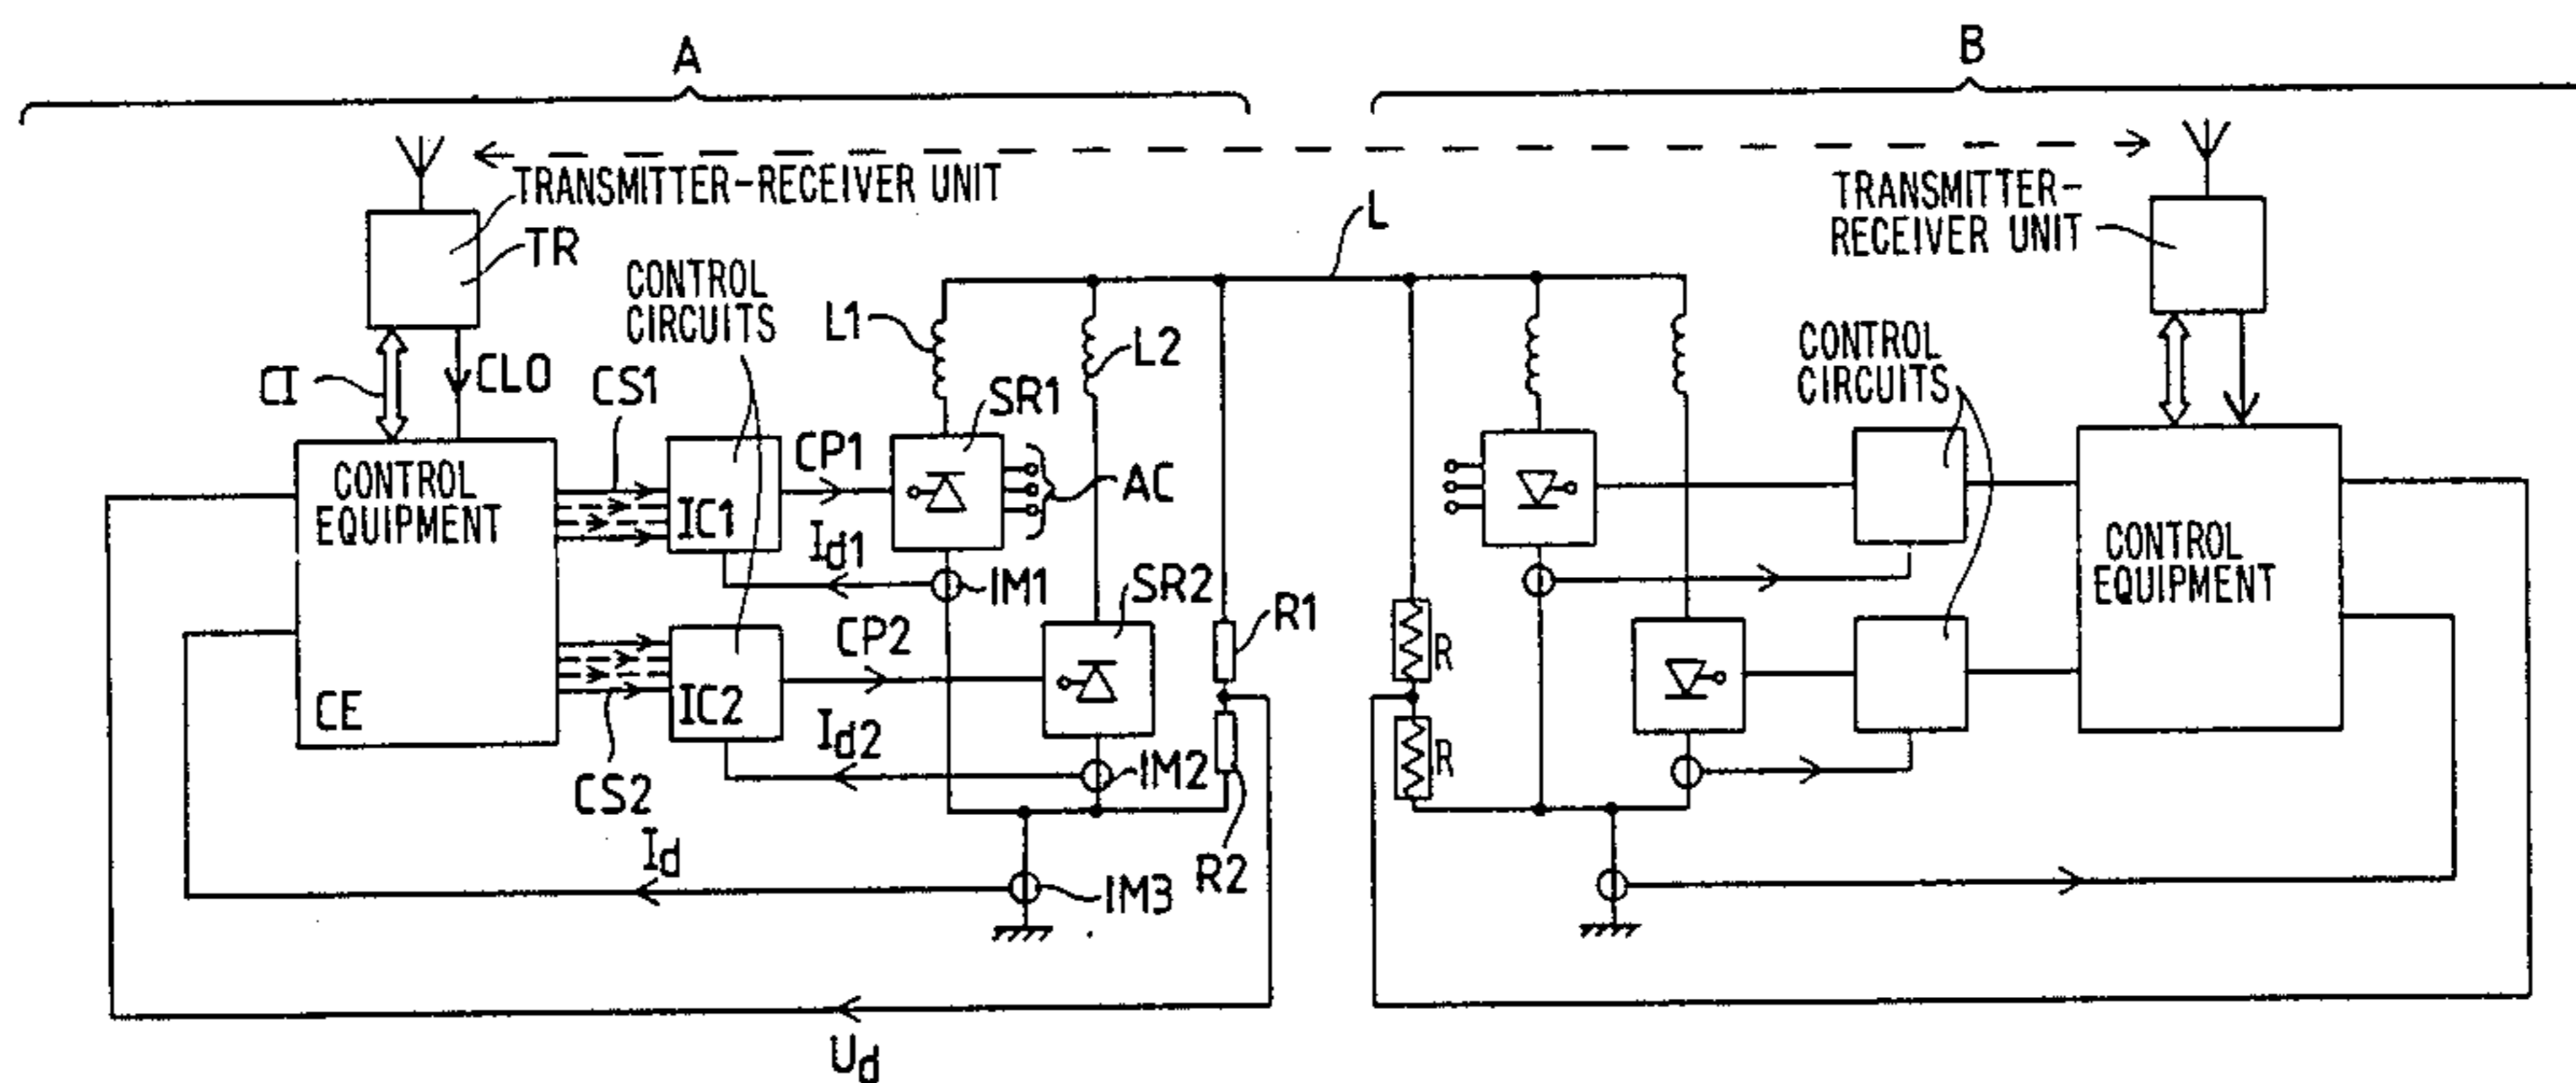 A
B
TRANSMITTER-RECEIVER UNIT
TR
TRANSMITTER-
RECEIVER UNIT
L
CONTROL
CIRCUITS
L1
L2
CI
CLO
CS1
SR1
CONTROL
CIRCUITS
CONTROL
EQUIPMENT
IC1
CP1
AC
Id1
IM1
SR2
R1
CONTROL
EQUIPMENT
CP2
R
CE
IC2
Id2
IM2
R
CS2
Id
R2
IM3
Ud